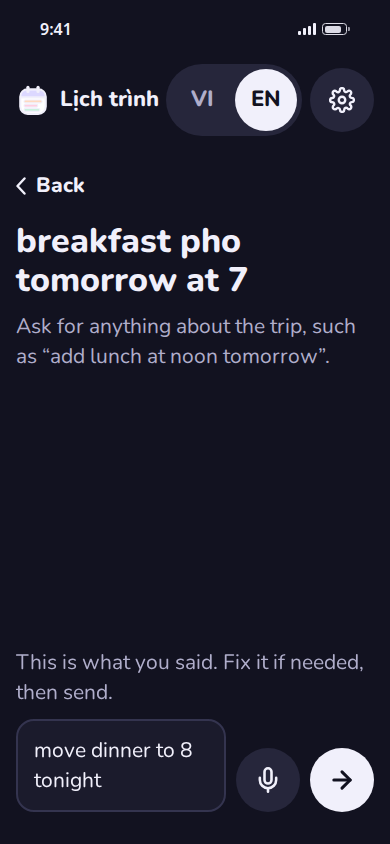 9:41
Lịch trình VI EN
Back
breakfast pho
tomorrow at 7
Ask for anything about the trip, such
as “add lunch at noon tomorrow”.
This is what you said. Fix it if needed,
then send.
move dinner to 8
tonight